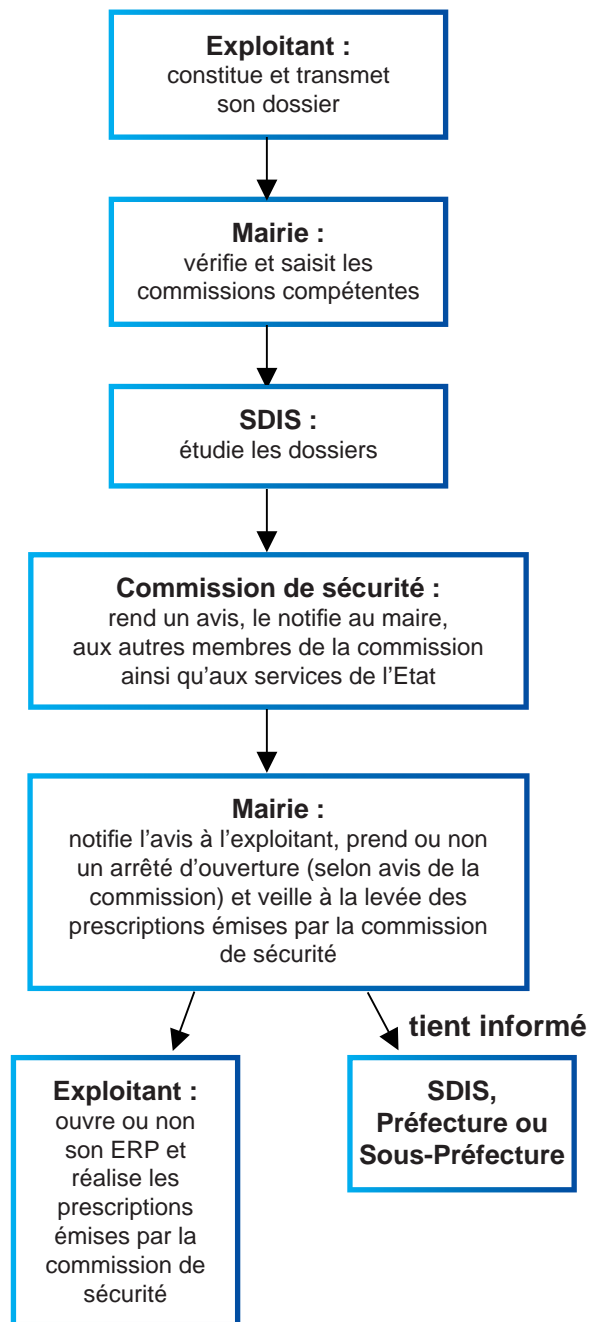 Exploitant :
constitue et transmet
son dossier
Mairie :
vérifie et saisit les
commissions compétentes
SDIS :
étudie les dossiers
Commission de sécurité :
rend un avis, le notifie au maire,
aux autres membres de la commission
ainsi qu'aux services de l'Etat
Mairie :
notifie l'avis à l'exploitant, prend ou non
un arrêté d'ouverture (selon avis de la
commission) et veille à la levée des
prescriptions émises par la commission
de sécurité
tient informé
Exploitant :
ouvre ou non
son ERP et
réalise les
prescriptions
émises par la
commission de
sécurité
SDIS,
Préfecture ou
Sous-Préfecture